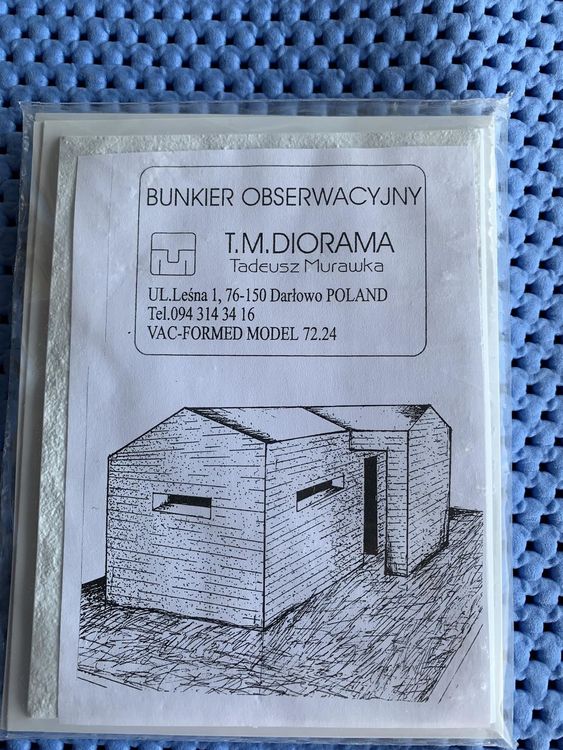 BUNKIER OBSERWACYJNY
T.M.DIORAMA
Tadeusz Murawka
UL.Leśna 1, 76-150 Darłowo POLAND
Tel.094 314 34 16
VAC-FORMED MODEL 72.24